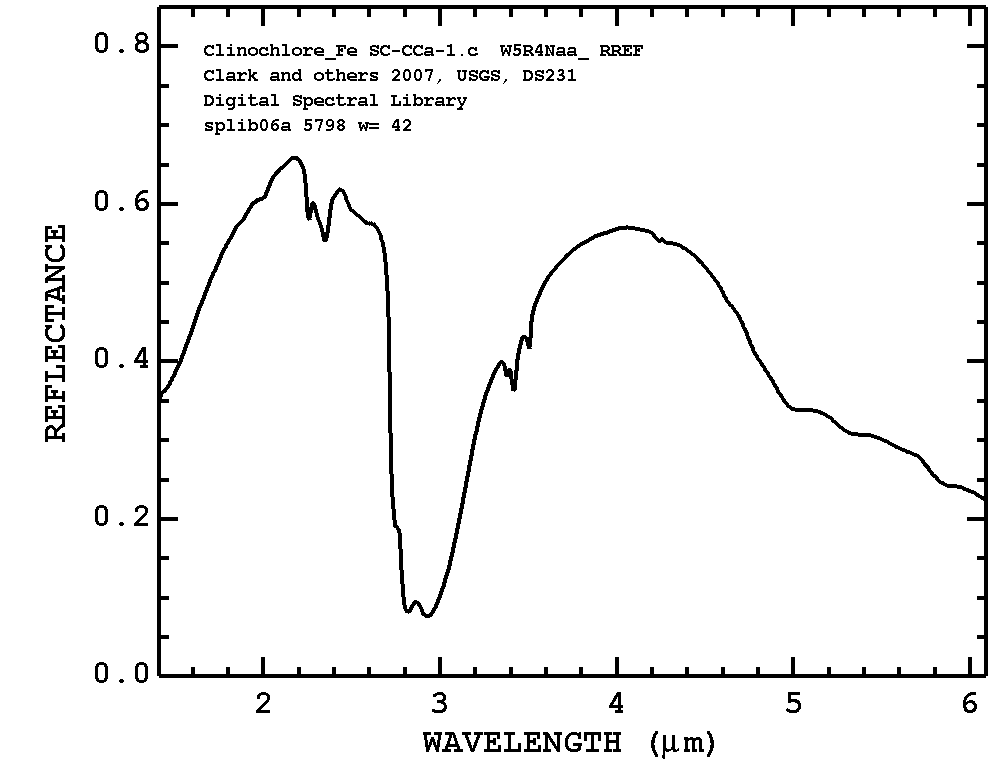 Clinochlore_Fe SC-CCa-1.c W5R4Naa_ RREF
Clark and others 2007, USGS, DS231
Digital Spectral Library
splib06a 5798 w= 42
0.8
0.6
0.4
0.2
0.0
REFLECTANCE
2 3 4 5 6
WAVELENGTH (μm)